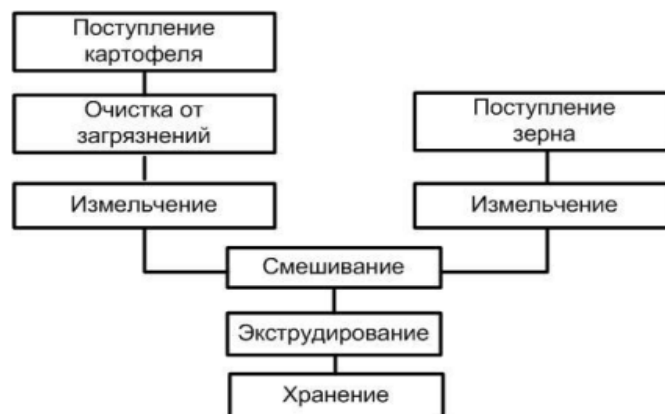 Поступление
картофеля
Очистка от
загрязнений
Поступление
зерна
Измельчение
Измельчение
Смешивание
Экструдирование
Хранение